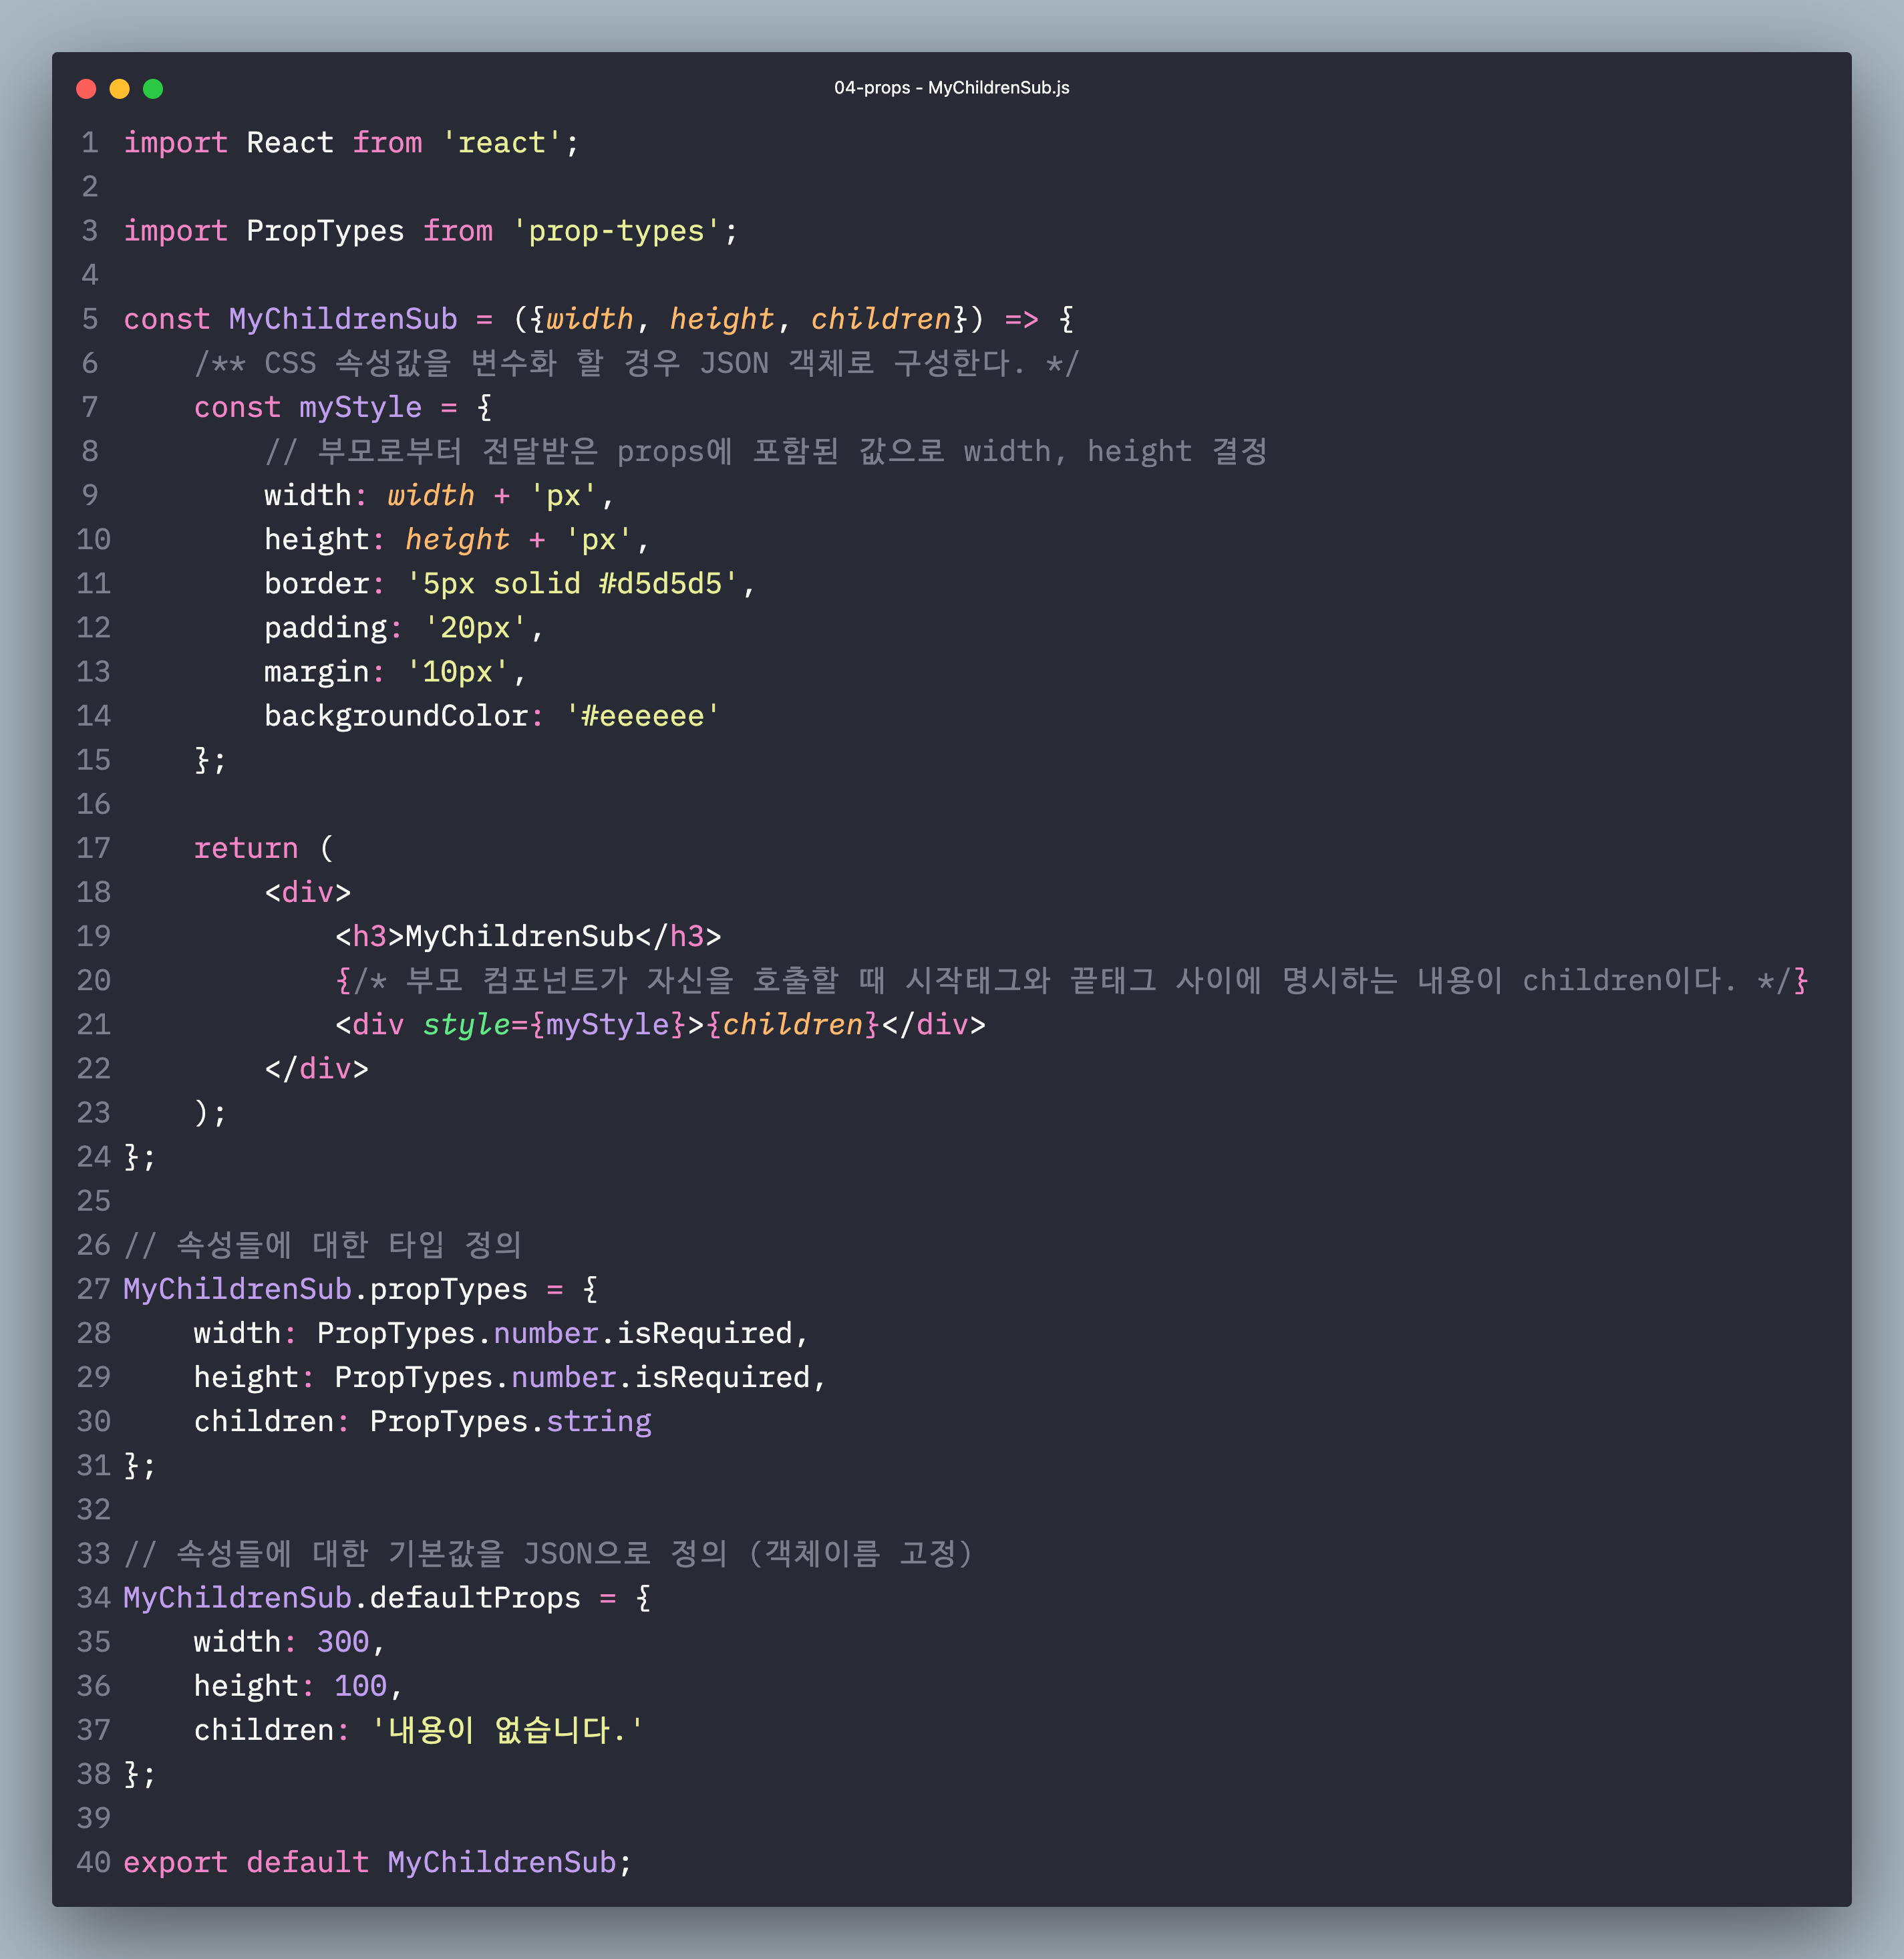 04-props - MyChildrenSub.js
1 import React from 'react';
2
3 import PropTypes from 'prop-types';
4
5 const MyChildrenSub = ({width, height, children}) => {
6     /** CSS 속성값을 변수화 할 경우 JSON 객체로 구성한다. */
7     const myStyle = {
8         // 부모로부터 전달받은 props에 포함된 값으로 width, height 결정
9         width: width + 'px',
10         height: height + 'px',
11         border: '5px solid #d5d5d5',
12         padding: '20px',
13         margin: '10px',
14         backgroundColor: '#eeeeee'
15     };
16
17     return (
18         <div>
19             <h3>MyChildrenSub</h3>
20             {/* 부모 컴포넌트가 자신을 호출할 때 시작태그와 끝태그 사이에 명시하는 내용이 children이다. */}
21             <div style={myStyle}>{children}</div>
22         </div>
23     );
24 };
25
26 // 속성들에 대한 타입 정의
27 MyChildrenSub.propTypes = {
28     width: PropTypes.number.isRequired,
29     height: PropTypes.number.isRequired,
30     children: PropTypes.string
31 };
32
33 // 속성들에 대한 기본값을 JSON으로 정의 (객체이름 고정)
34 MyChildrenSub.defaultProps = {
35     width: 300,
36     height: 100,
37     children: '내용이 없습니다.'
38 };
39
40 export default MyChildrenSub;